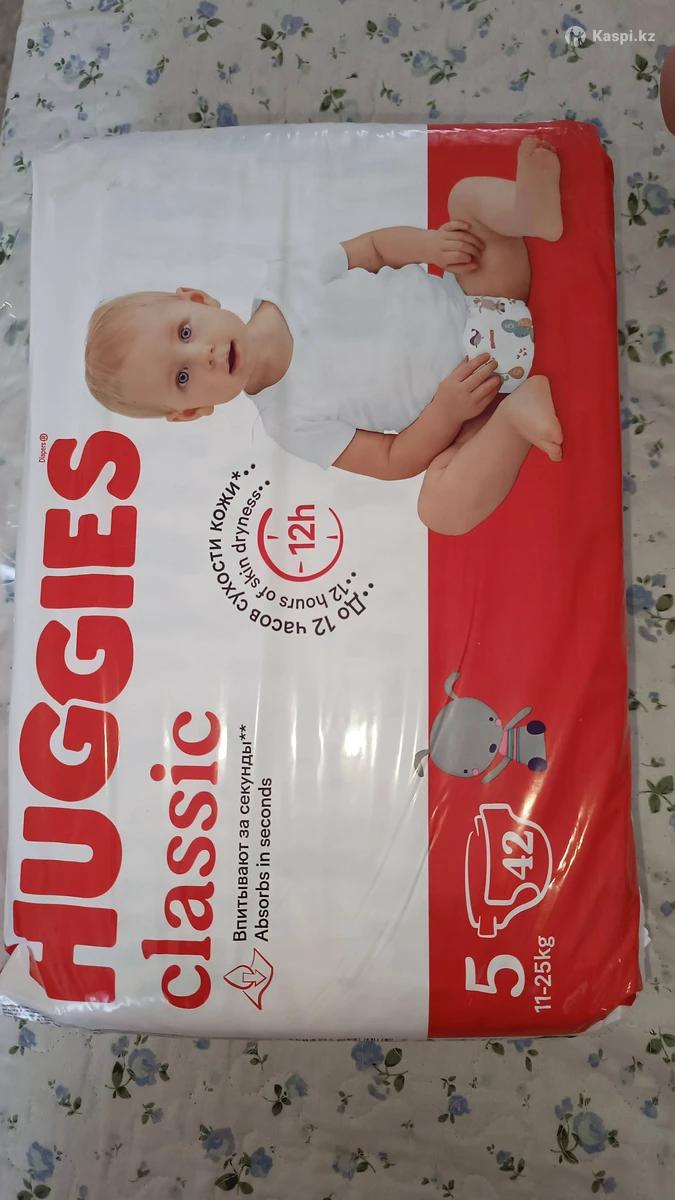 Kaspi.kz
Diapers®
HUGGIES
classic
Впитывают за секунды**
Absorbs in seconds
До 12 часов сухости кожи*
12 hours of skin dryness
12h
5
42
11-25kg